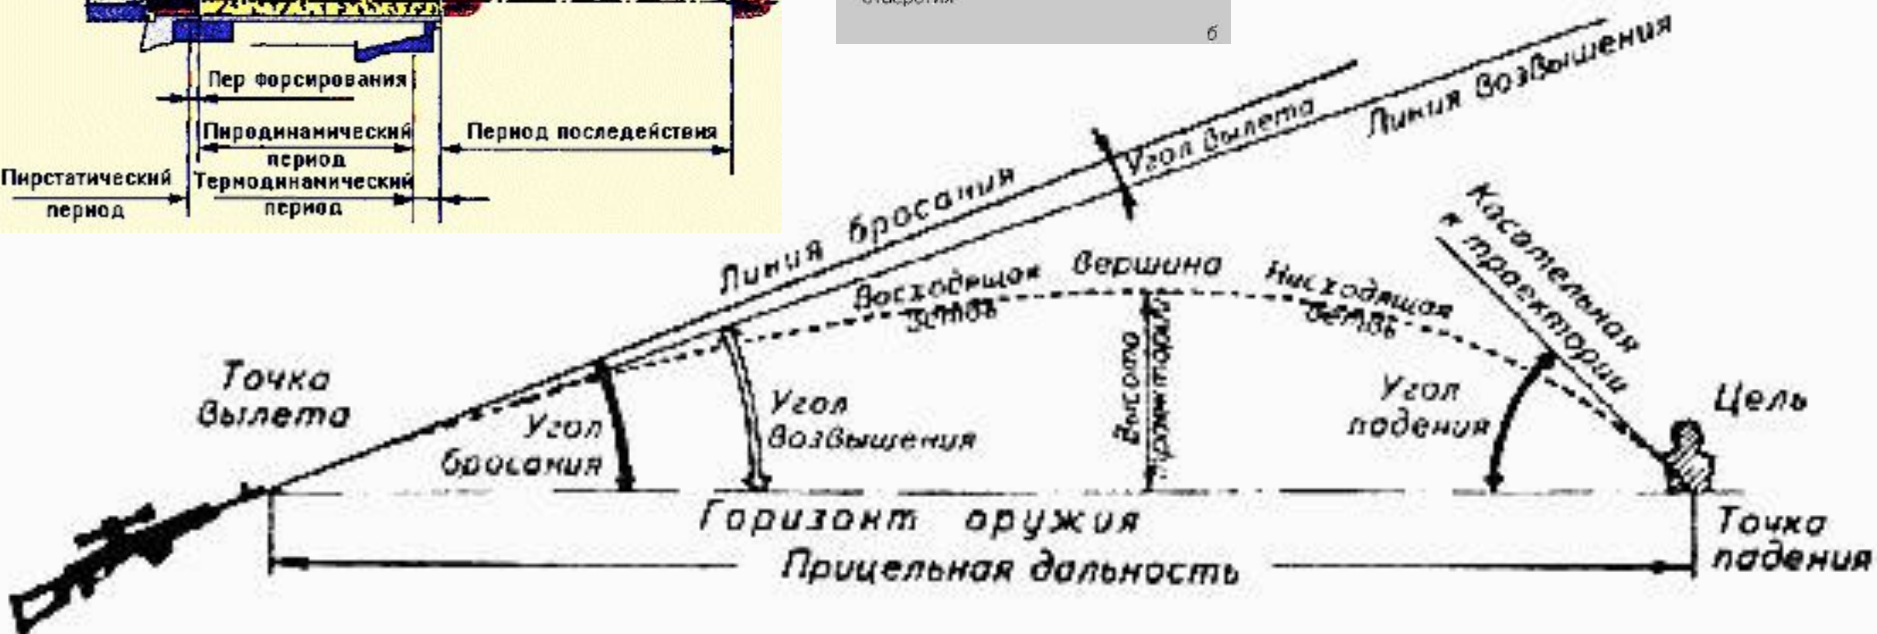 Пер форсирования
Пиродинамический
период
Период последействия
Пирстатический
период
Термодинамический
период
б
Линия бросания
Угол вылета
Линия возвышения
Восходящая
ветвь
Вершина
Нисходящая
ветвь
Касательная
к траектории
Высота
траектории
Точка
вылета
Угол
бросания
Угол
возвышения
Угол
падения
Цель
Горизонт оружия
Прицельная дальность
Точка
падения